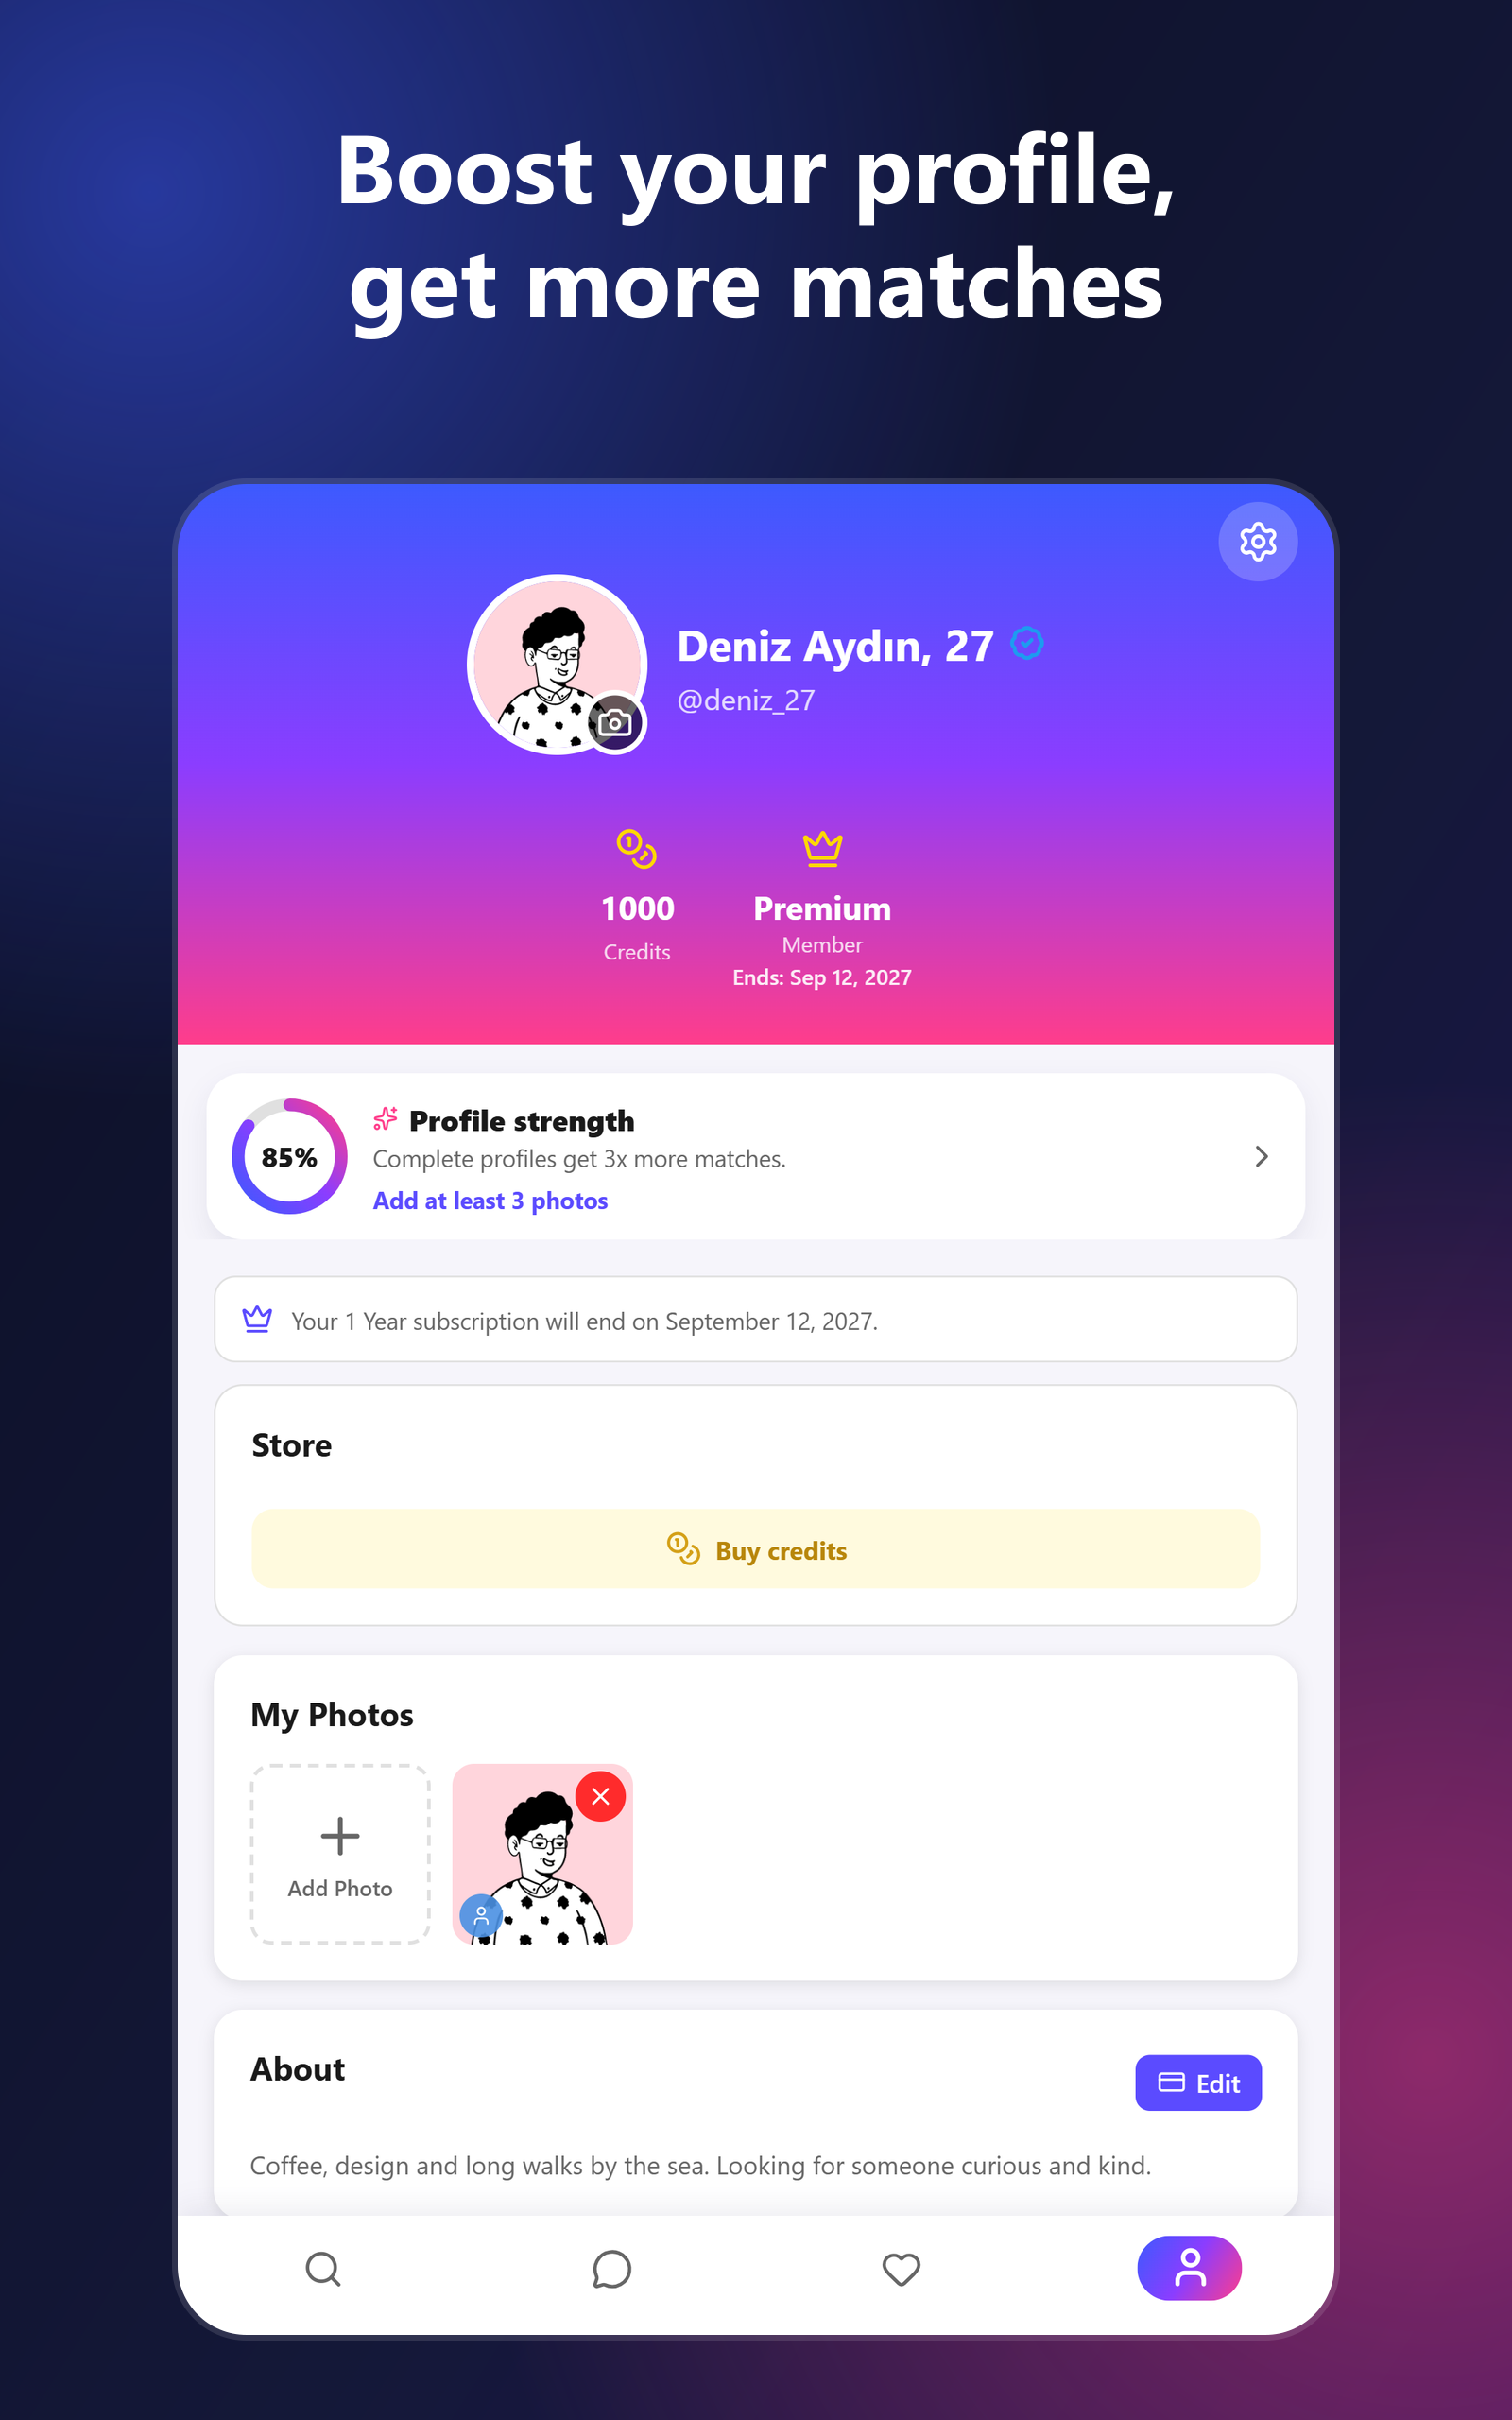 Boost your profile,
get more matches
Deniz Aydın, 27
@deniz_27
1000
Credits
Premium
Member
Ends: Sep 12, 2027
85%
Profile strength
Complete profiles get 3x more matches.
Add at least 3 photos
Your 1 Year subscription will end on September 12, 2027.
Store
Buy credits
My Photos
Add Photo
About
Edit
Coffee, design and long walks by the sea. Looking for someone curious and kind.